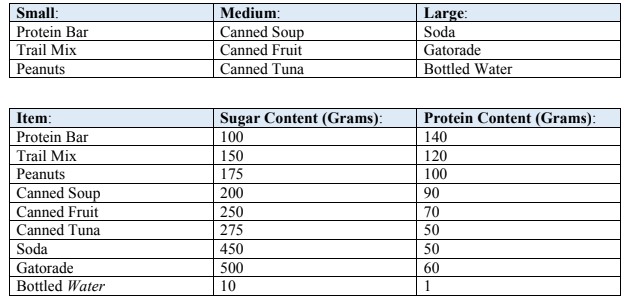 Small: Medium: Large:
Protein Bar Canned Soup Soda
Trail Mix Canned Fruit Gatorade
Peanuts Canned Tuna Bottled Water
Item: Sugar Content (Grams): Protein Content (Grams):
Protein Bar 100 140
Trail Mix 150 120
Peanuts 175 100
Canned Soup 200 90
Canned Fruit 250 70
Canned Tuna 275 50
Soda 450 50
Gatorade 500 60
Bottled Water 10 1